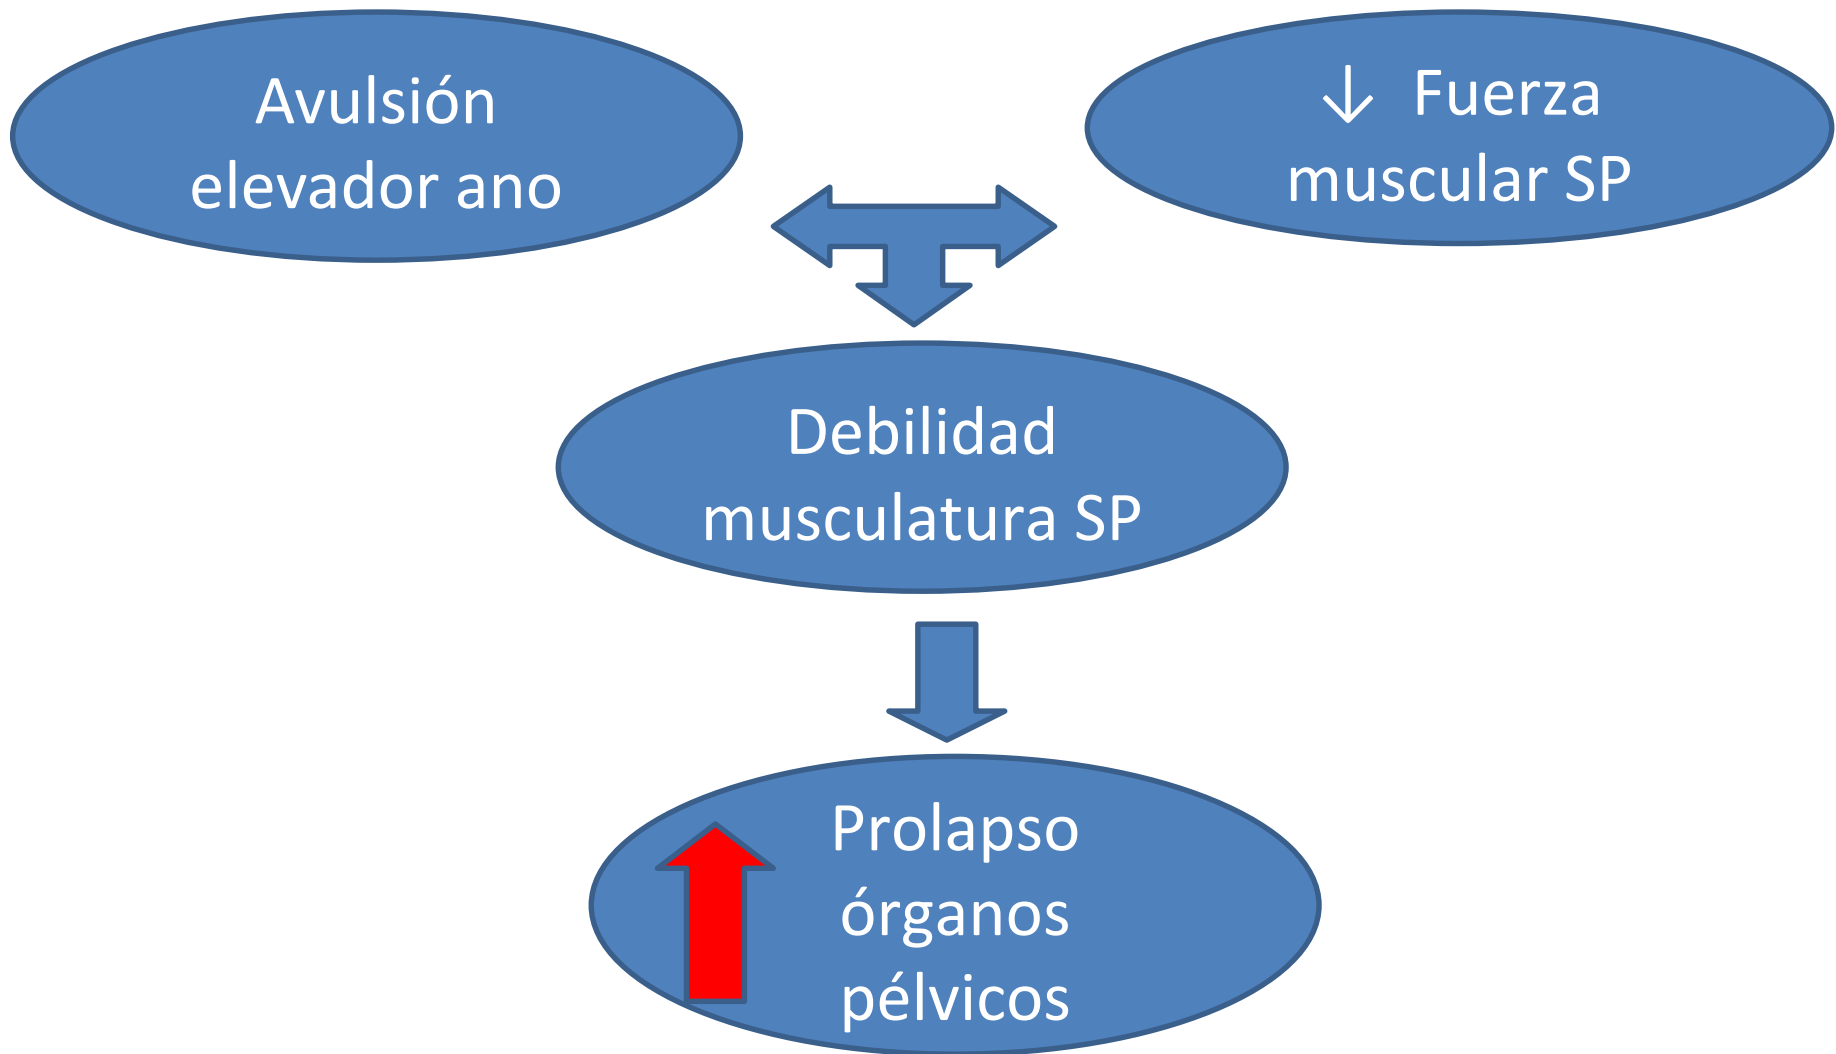 Avulsión
elevador ano
↓ Fuerza
muscular SP
Debilidad
musculatura SP
Prolapso
órganos
pélvicos